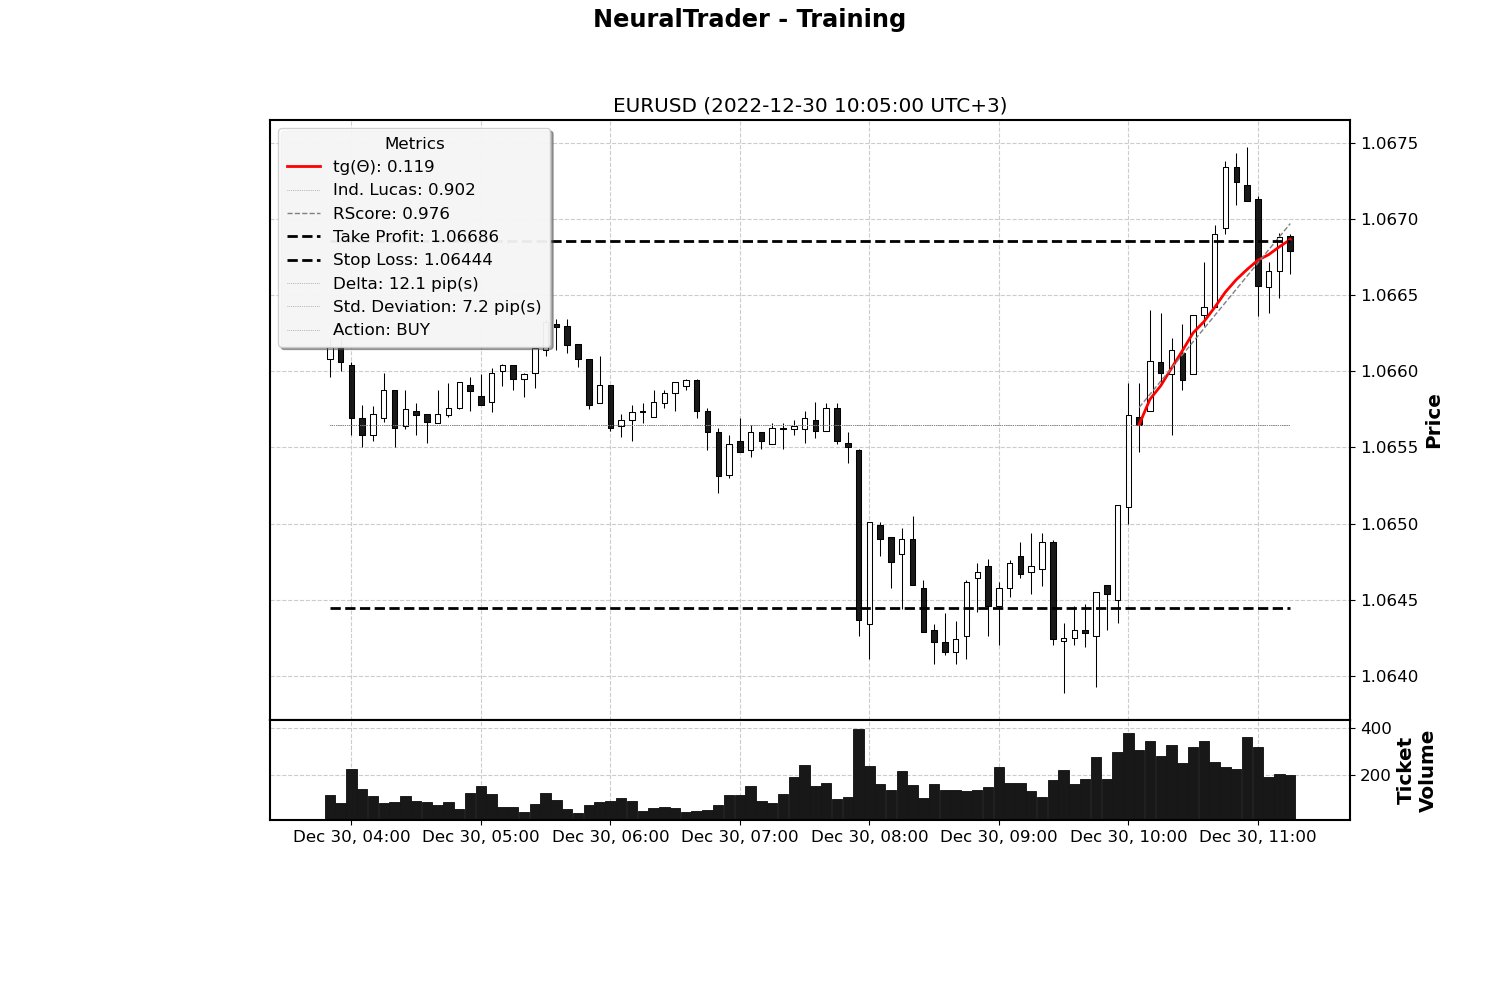 NeuralTrader - Training
EURUSD (2022-12-30 10:05:00 UTC+3)
Metrics
tg(Θ): 0.119
Ind. Lucas: 0.902
RScore: 0.976
Take Profit: 1.06686
Stop Loss: 1.06444
Delta: 12.1 pip(s)
Std. Deviation: 7.2 pip(s)
Action: BUY
1.0675
1.0670
1.0665
1.0660
1.0655
1.0650
1.0645
1.0640
Price
400
200
Ticket
Volume
Dec 30, 04:00
Dec 30, 05:00
Dec 30, 06:00
Dec 30, 07:00
Dec 30, 08:00
Dec 30, 09:00
Dec 30, 10:00
Dec 30, 11:00